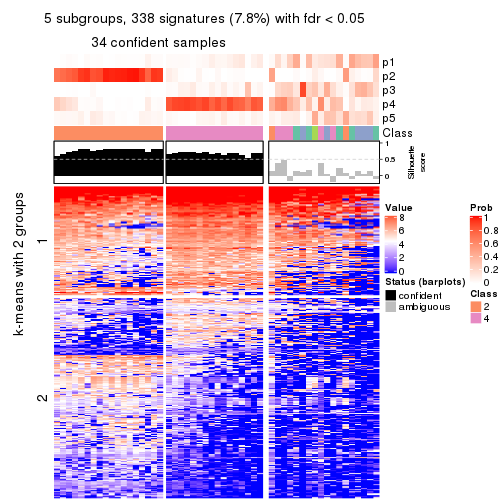 5 subgroups, 338 signatures (7.8%) with fdr < 0.05
34 confident samples
p1
p2
p3
p4
p5
Class
1
0.5
0
Silhouette
score
k-means with 2 groups
1
2
Value
8
6
4
2
0
Prob
1
0.8
0.6
0.4
0.2
0
Status (barplots)
confident
ambiguous
Class
2
4